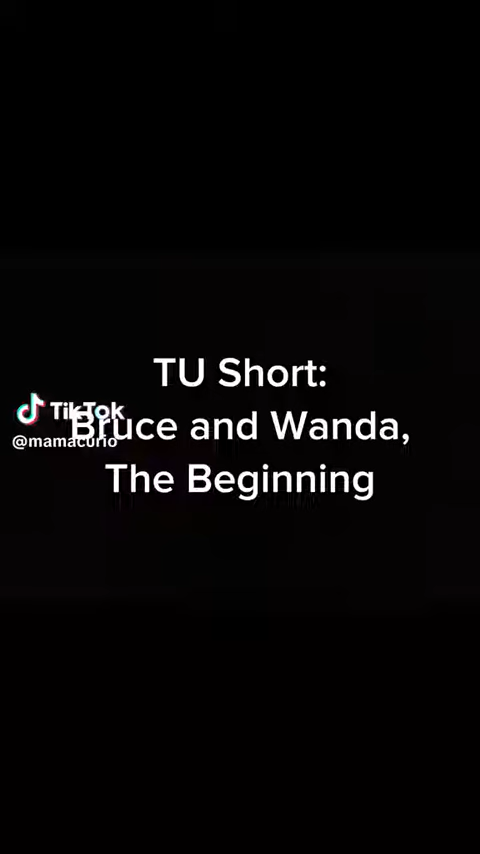 TU Short:
TikTok
Bruce and Wanda,
@mamacurio
The Beginning